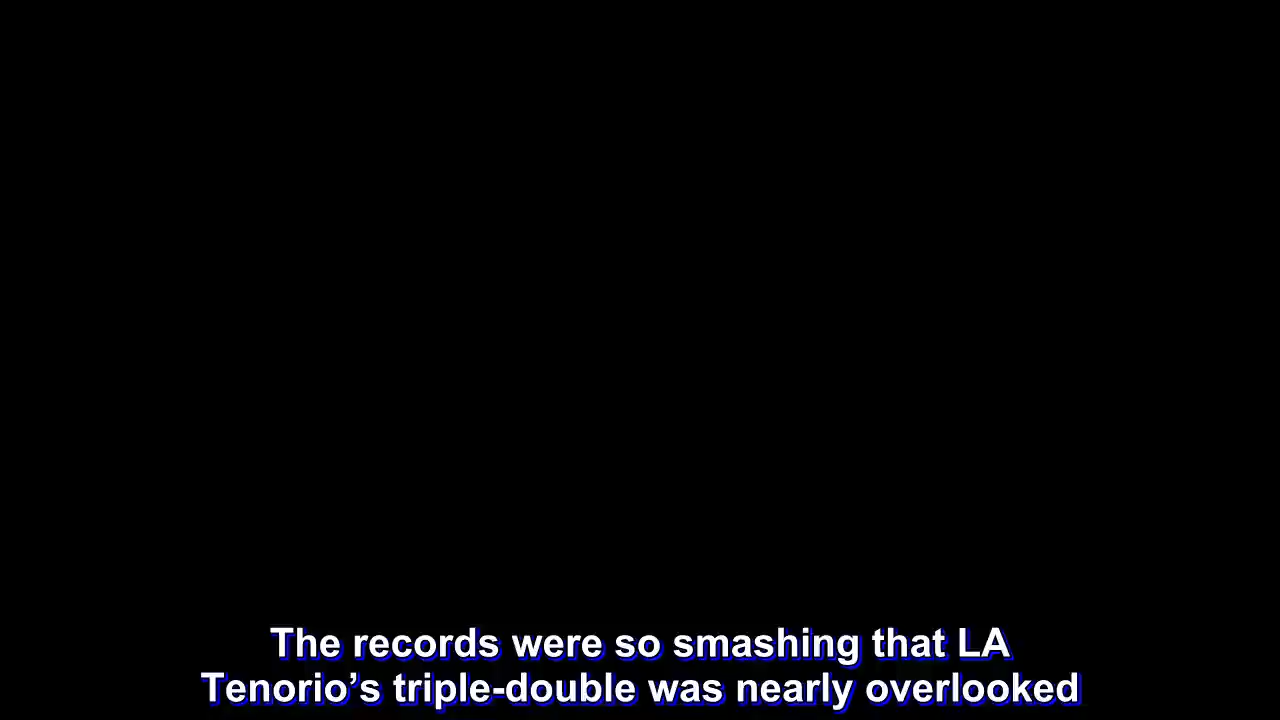 The records were so smashing that LA
Tenorio’s triple-double was nearly overlooked